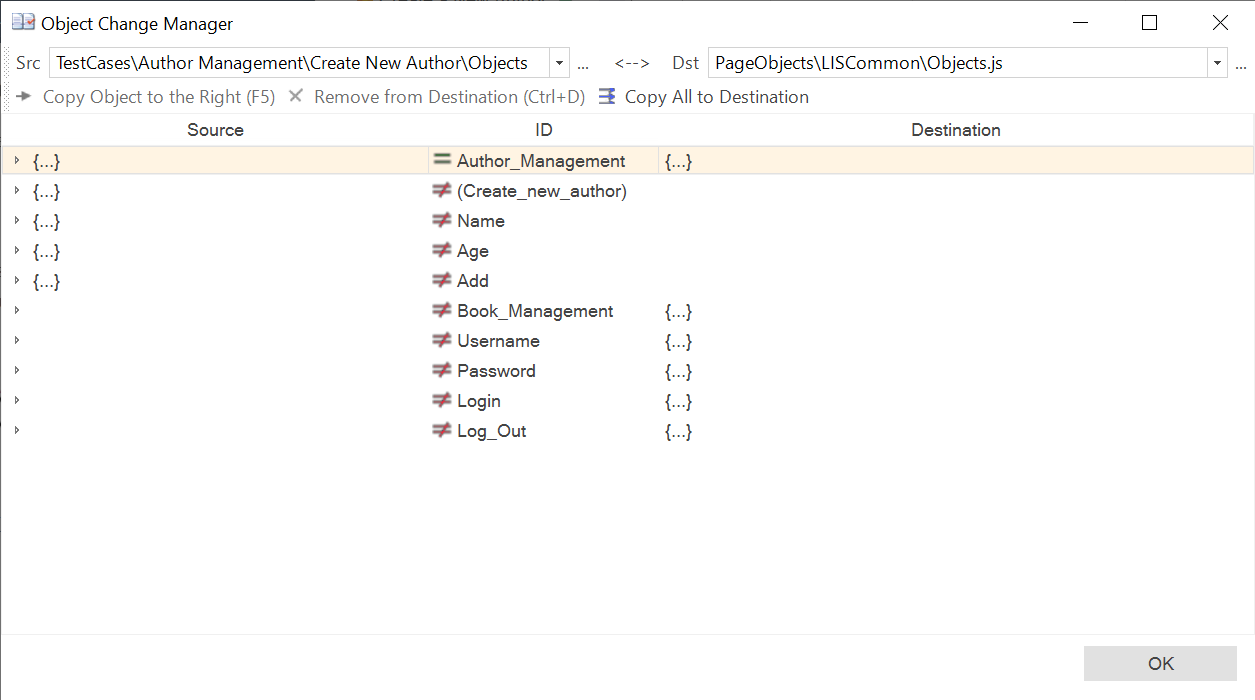 Object Change Manager
Src TestCases\Author Management\Create New Author\Objects ... <--> Dst PageObjects\LISCommon\Objects.js ...
Copy Object to the Right (F5) Remove from Destination (Ctrl+D) Copy All to Destination
Source ID Destination
{...} Author_Management {...}
{...} (Create_new_author)
{...} Name
{...} Age
{...} Add
Book_Management {...}
Username {...}
Password {...}
Login {...}
Log_Out {...}
OK